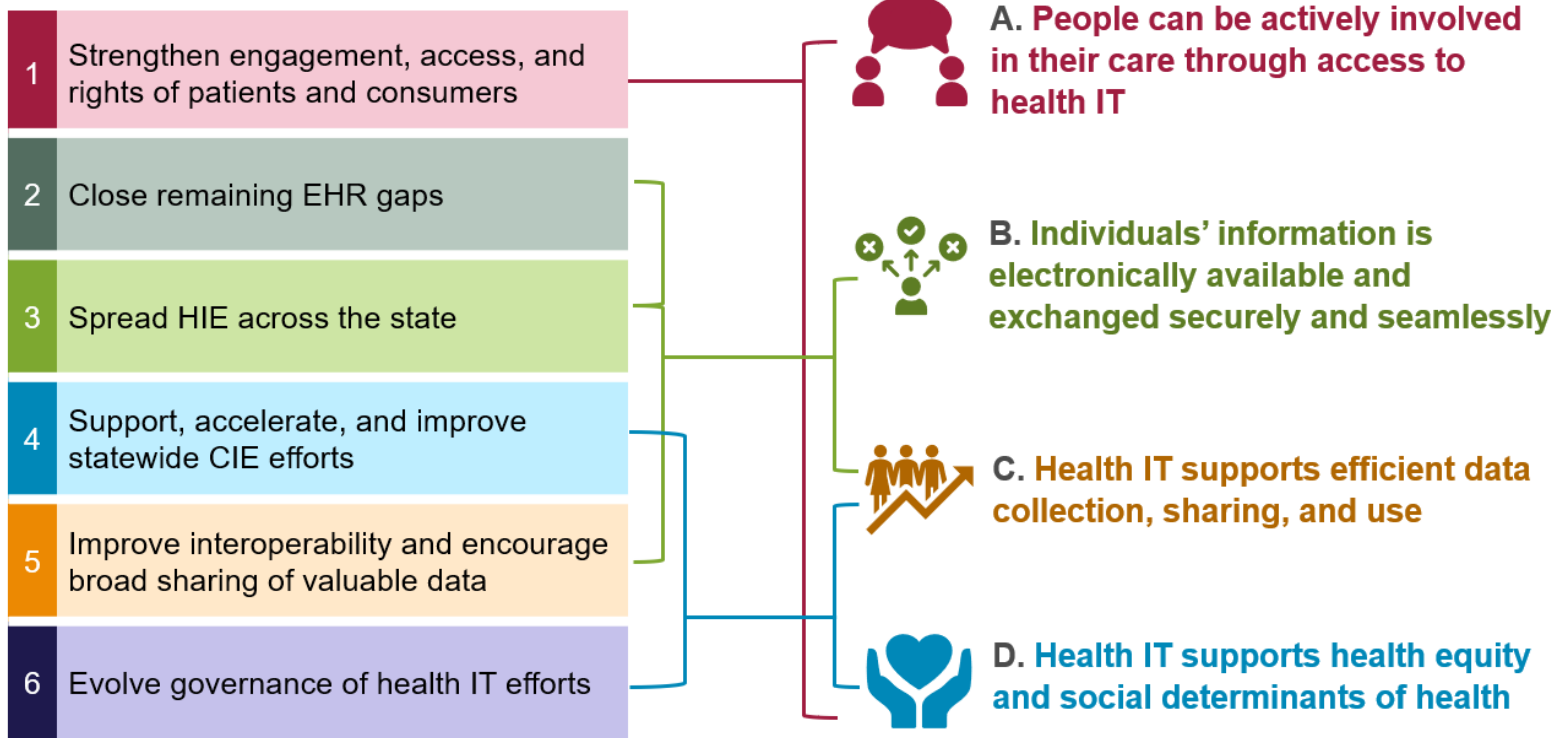 1
Strengthen engagement, access, and
rights of patients and consumers
2
Close remaining EHR gaps
3
Spread HIE across the state
4
Support, accelerate, and improve
statewide CIE efforts
5
Improve interoperability and encourage
broad sharing of valuable data
6
Evolve governance of health IT efforts
A. People can be actively involved
in their care through access to
health IT
B. Individuals’ information is
electronically available and
exchanged securely and seamlessly
C. Health IT supports efficient data
collection, sharing, and use
D. Health IT supports health equity
and social determinants of health